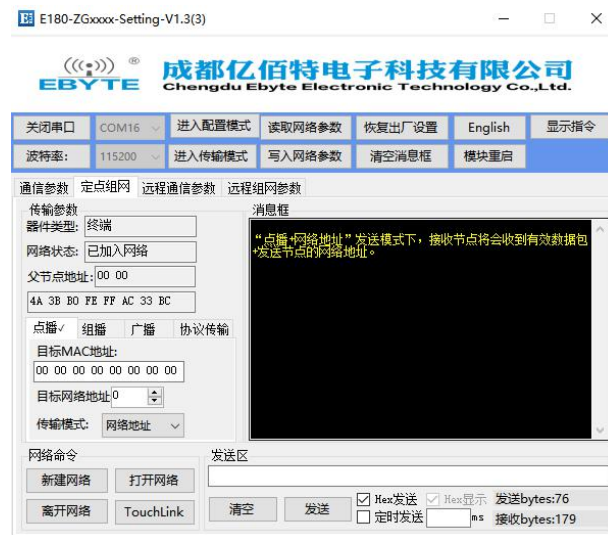 E180-ZGxxxx-Setting-V1.3(3)
((•)) ®
EBYTE
成都亿佰特电子科技有限公司
Chengdu Ebyte Electronic Technology Co.,Ltd.
关闭串口 COM16 进入配置模式 读取网络参数 恢复出厂设置 English 显示指令
波特率: 115200 进入传输模式 写入网络参数 清空消息框 模块重启
通信参数 定点组网 远程通信参数 远程组网参数
传输参数 消息框
器件类型: 终端
网络状态: 已加入网络
父节点地址: 00 00
4A 3B B0 FE FF AC 33 BC
点播√ 组播 广播 协议传输
目标MAC地址:
00 00 00 00 00 00 00 00
目标网络地址 0
传输模式: 网络地址
“点播+网络地址”发送模式下，接收节点将会收到有效数据包
+发送节点的网络地址。
网络命令 发送区
新建网络 打开网络
离开网络 TouchLink 清空 发送
Hex发送 Hex显示 发送bytes:76
定时发送 ms 接收bytes:179